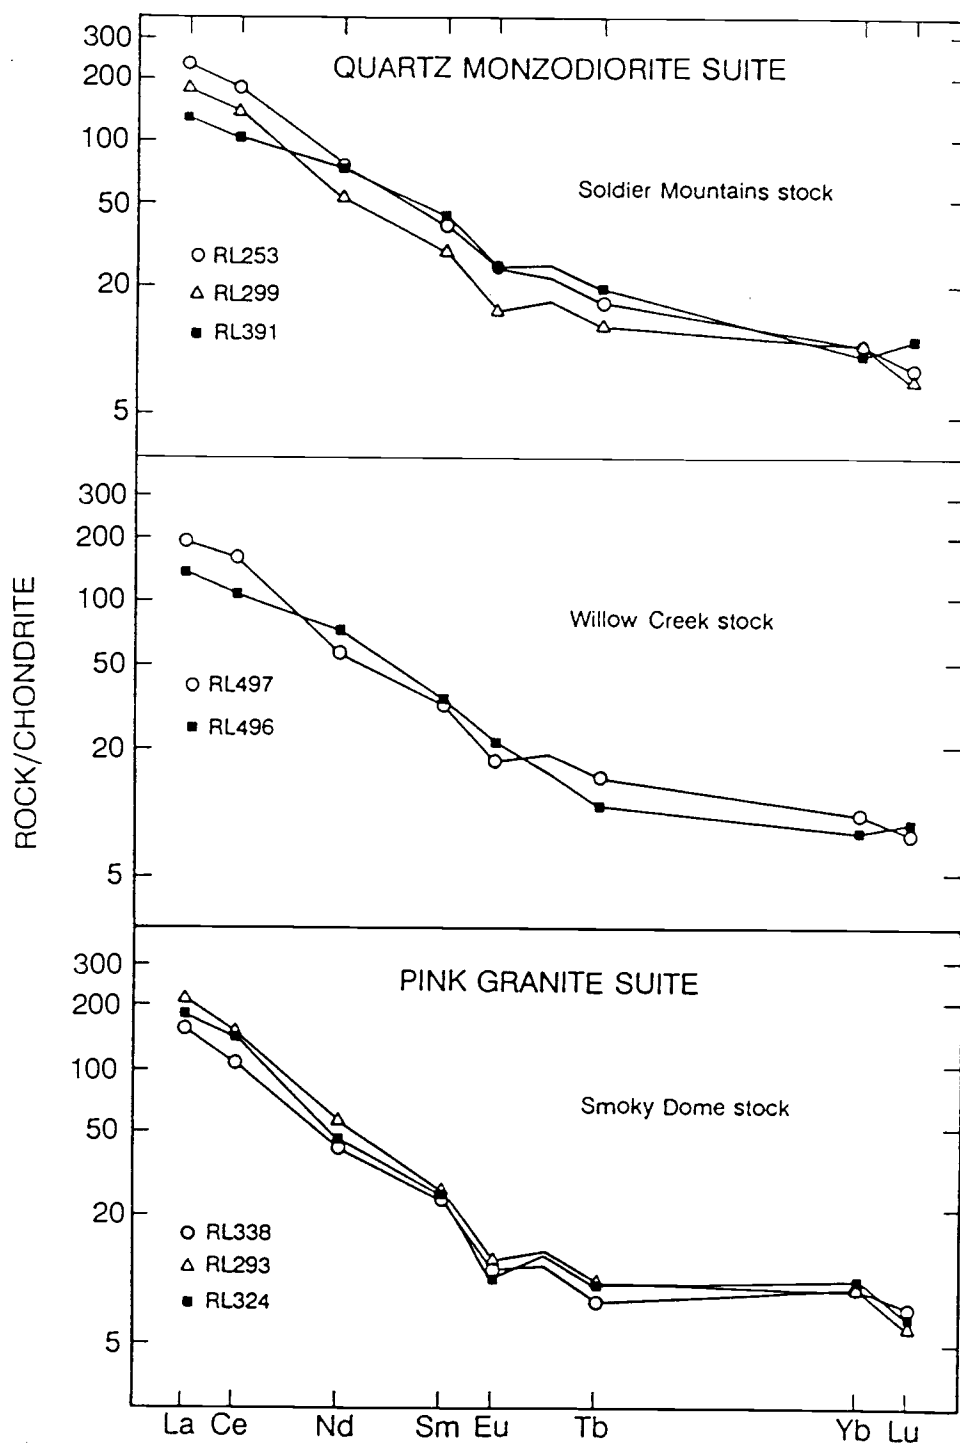 300
QUARTZ MONZODIORITE SUITE
200
100
50
Soldier Mountains stock
RL253
20
RL299
RL391
5
300
200
100
Willow Creek stock
50
RL497
RL496
20
5
ROCK/CHONDRITE
300
PINK GRANITE SUITE
200
100
Smoky Dome stock
50
20
RL338
RL293
RL324
5
La Ce Nd Sm Eu Tb Yb Lu